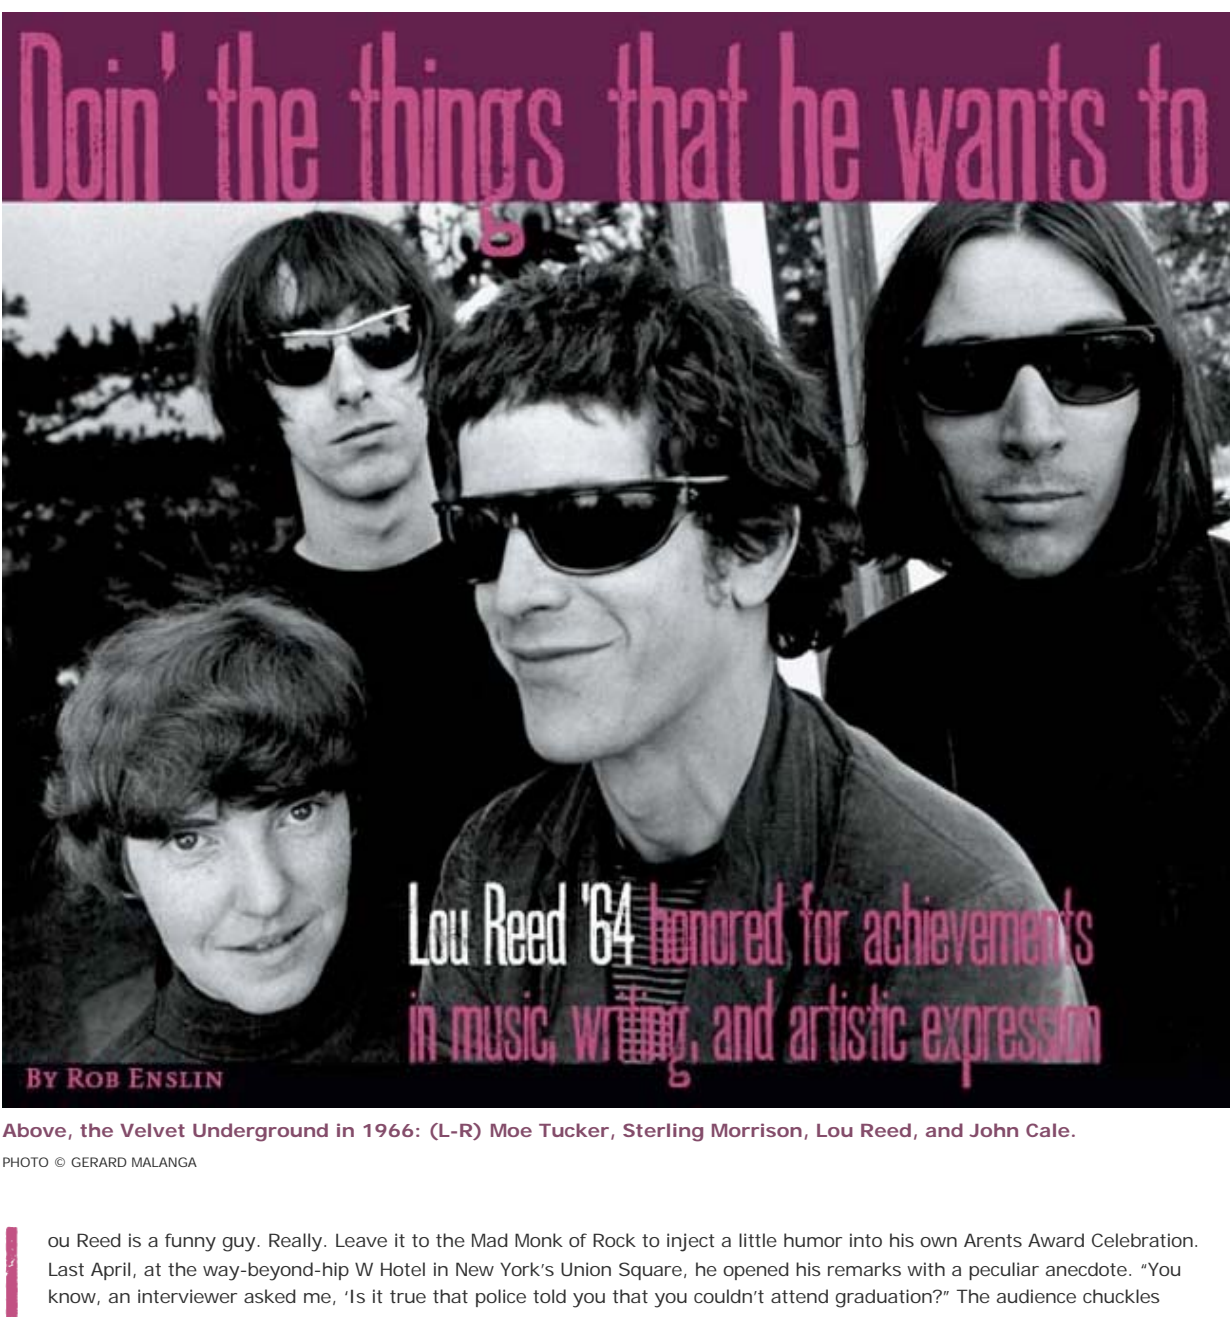 Doin' the things that he wants to
Lou Reed '64 honored for achievements
in music, writing, and artistic expression
BY ROB ENSLIN
Above, the Velvet Underground in 1966: (L-R) Moe Tucker, Sterling Morrison, Lou Reed, and John Cale.
PHOTO © GERARD MALANGA
ou Reed is a funny guy. Really. Leave it to the Mad Monk of Rock to inject a little humor into his own Arents Award Celebration.
Last April, at the way-beyond-hip W Hotel in New York’s Union Square, he opened his remarks with a peculiar anecdote. “You
know, an interviewer asked me, ‘Is it true that police told you that you couldn’t attend graduation?” The audience chuckles